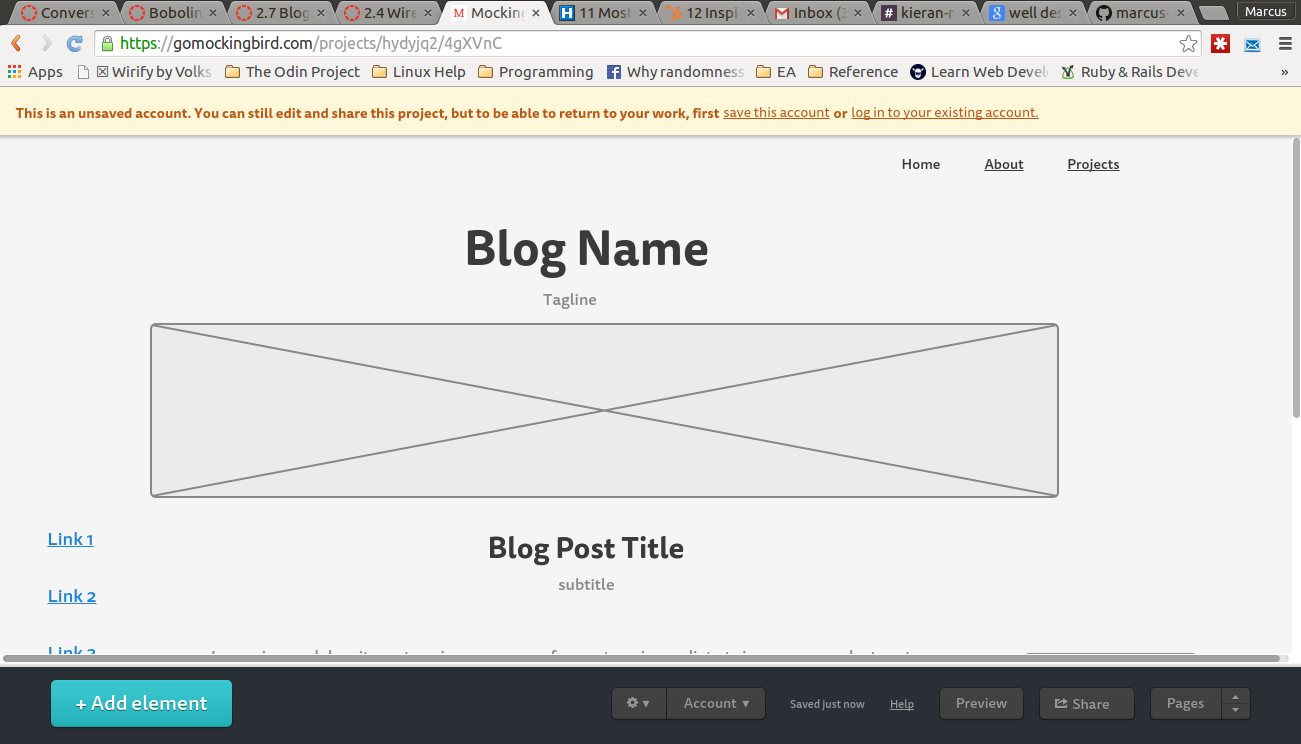 Convers Bobolin 2.7 Blog 2.4 Wire Mocking 11 Most 12 Inspi Inbox (3 kieran-r well des marcus- Marcus
https://gomockingbird.com/projects/hydyjq2/4gXVnC
Apps Wirify by Volks The Odin Project Linux Help Programming Why randomness EA Reference Learn Web Devel Ruby & Rails Deve »
This is an unsaved account. You can still edit and share this project, but to be able to return to your work, first save this account or log in to your existing account.
Home About Projects
Blog Name
Tagline
Link 1
Blog Post Title
subtitle
Link 2
+ Add element Account Saved just now Help Preview Share Pages